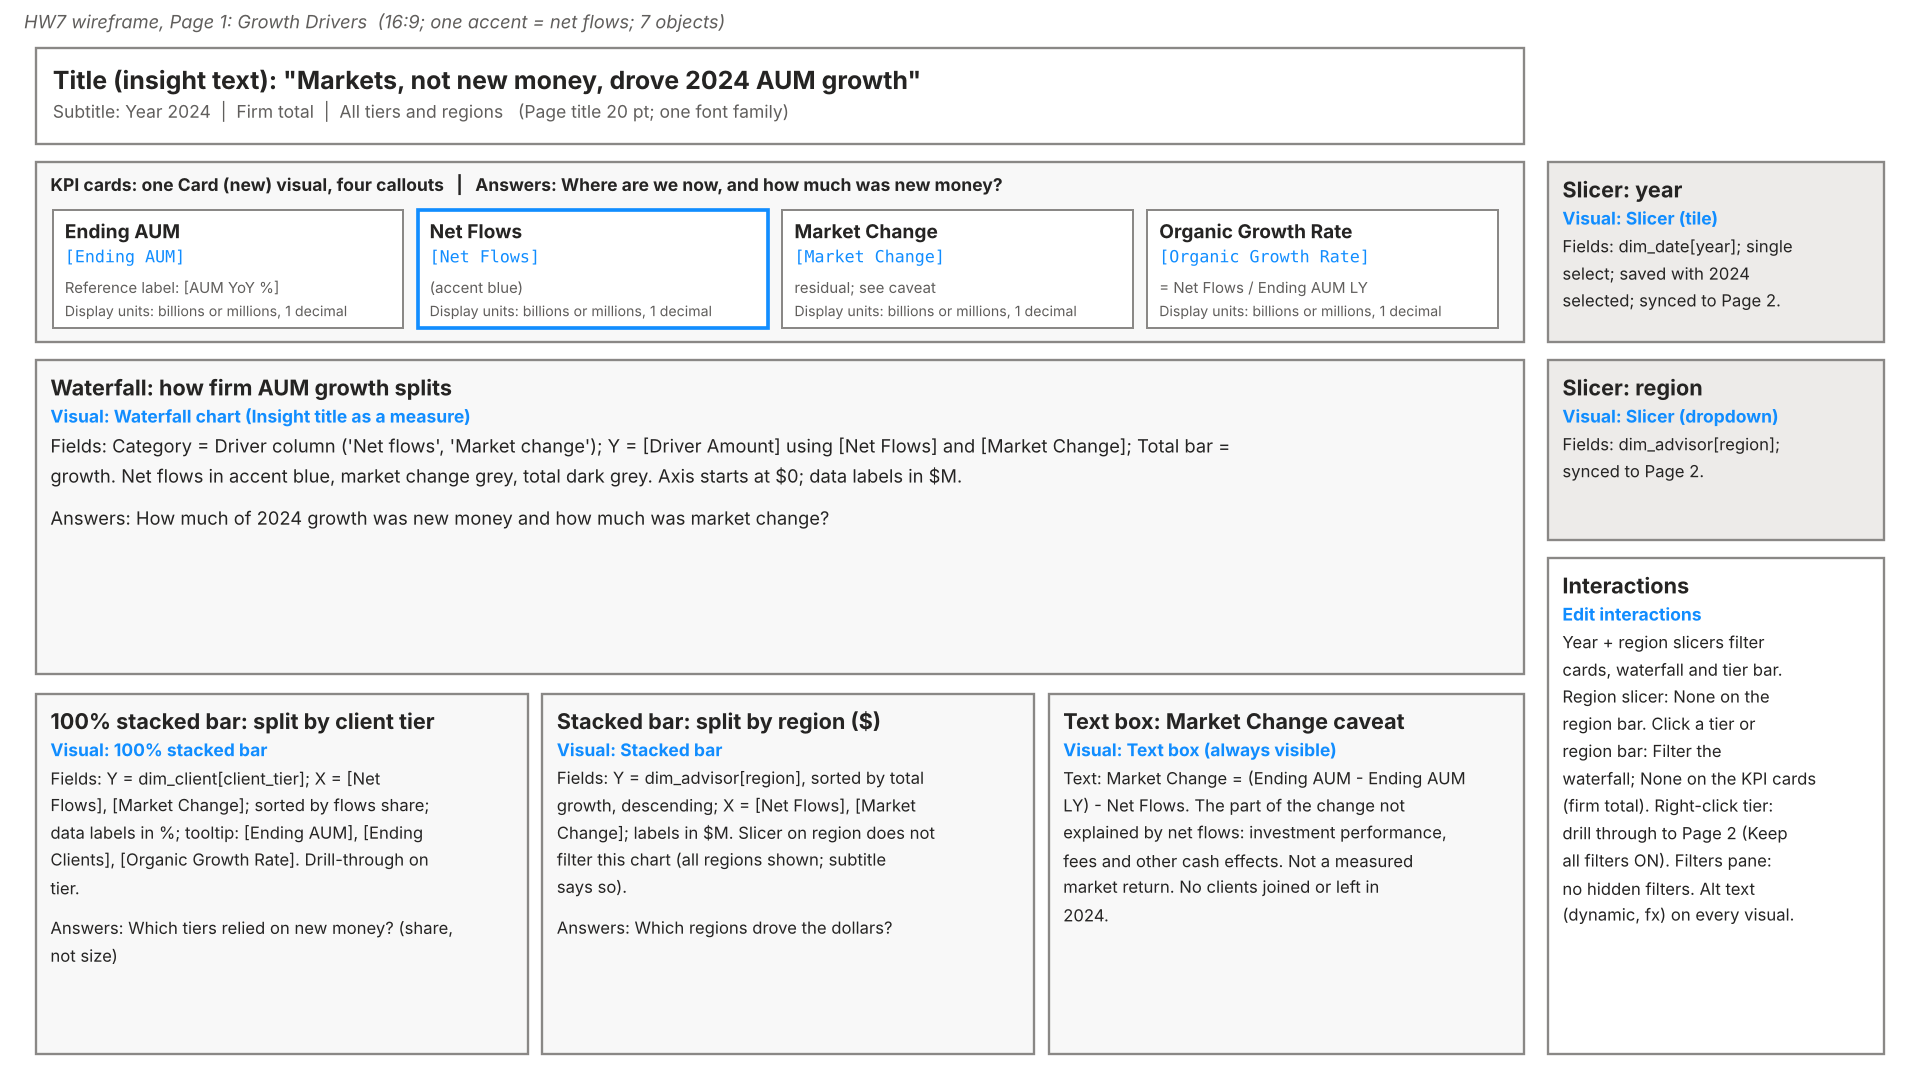 HW7 wireframe, Page 1: Growth Drivers (16:9; one accent = net flows; 7 objects)
Title (insight text): "Markets, not new money, drove 2024 AUM growth"
Subtitle: Year 2024 | Firm total | All tiers and regions (Page title 20 pt; one font family)
KPI cards: one Card (new) visual, four callouts | Answers: Where are we now, and how much was new money?
Ending AUM
[Ending AUM]
Reference label: [AUM YoY %]
Display units: billions or millions, 1 decimal
Net Flows
[Net Flows]
(accent blue)
Display units: billions or millions, 1 decimal
Market Change
[Market Change]
residual; see caveat
Display units: billions or millions, 1 decimal
Organic Growth Rate
[Organic Growth Rate]
= Net Flows / Ending AUM LY
Display units: billions or millions, 1 decimal
Slicer: year
Visual: Slicer (tile)
Fields: dim_date[year]; single
select; saved with 2024
selected; synced to Page 2.
Waterfall: how firm AUM growth splits
Visual: Waterfall chart (Insight title as a measure)
Fields: Category = Driver column ('Net flows', 'Market change'); Y = [Driver Amount] using [Net Flows] and [Market Change]; Total bar =
growth. Net flows in accent blue, market change grey, total dark grey. Axis starts at $0; data labels in $M.
Answers: How much of 2024 growth was new money and how much was market change?
Slicer: region
Visual: Slicer (dropdown)
Fields: dim_advisor[region];
synced to Page 2.
Interactions
Edit interactions
Year + region slicers filter
cards, waterfall and tier bar.
Region slicer: None on the
region bar. Click a tier or
region bar: Filter the
waterfall; None on the KPI cards
(firm total). Right-click tier:
drill through to Page 2 (Keep
all filters ON). Filters pane:
no hidden filters. Alt text
(dynamic, fx) on every visual.
100% stacked bar: split by client tier
Visual: 100% stacked bar
Fields: Y = dim_client[client_tier]; X = [Net
Flows], [Market Change]; sorted by flows share;
data labels in %; tooltip: [Ending AUM], [Ending
Clients], [Organic Growth Rate]. Drill-through on
tier.
Answers: Which tiers relied on new money? (share,
not size)
Stacked bar: split by region ($)
Visual: Stacked bar
Fields: Y = dim_advisor[region], sorted by total
growth, descending; X = [Net Flows], [Market
Change]; labels in $M. Slicer on region does not
filter this chart (all regions shown; subtitle
says so).
Answers: Which regions drove the dollars?
Text box: Market Change caveat
Visual: Text box (always visible)
Text: Market Change = (Ending AUM - Ending AUM
LY) - Net Flows. The part of the change not
explained by net flows: investment performance,
fees and other cash effects. Not a measured
market return. No clients joined or left in
2024.